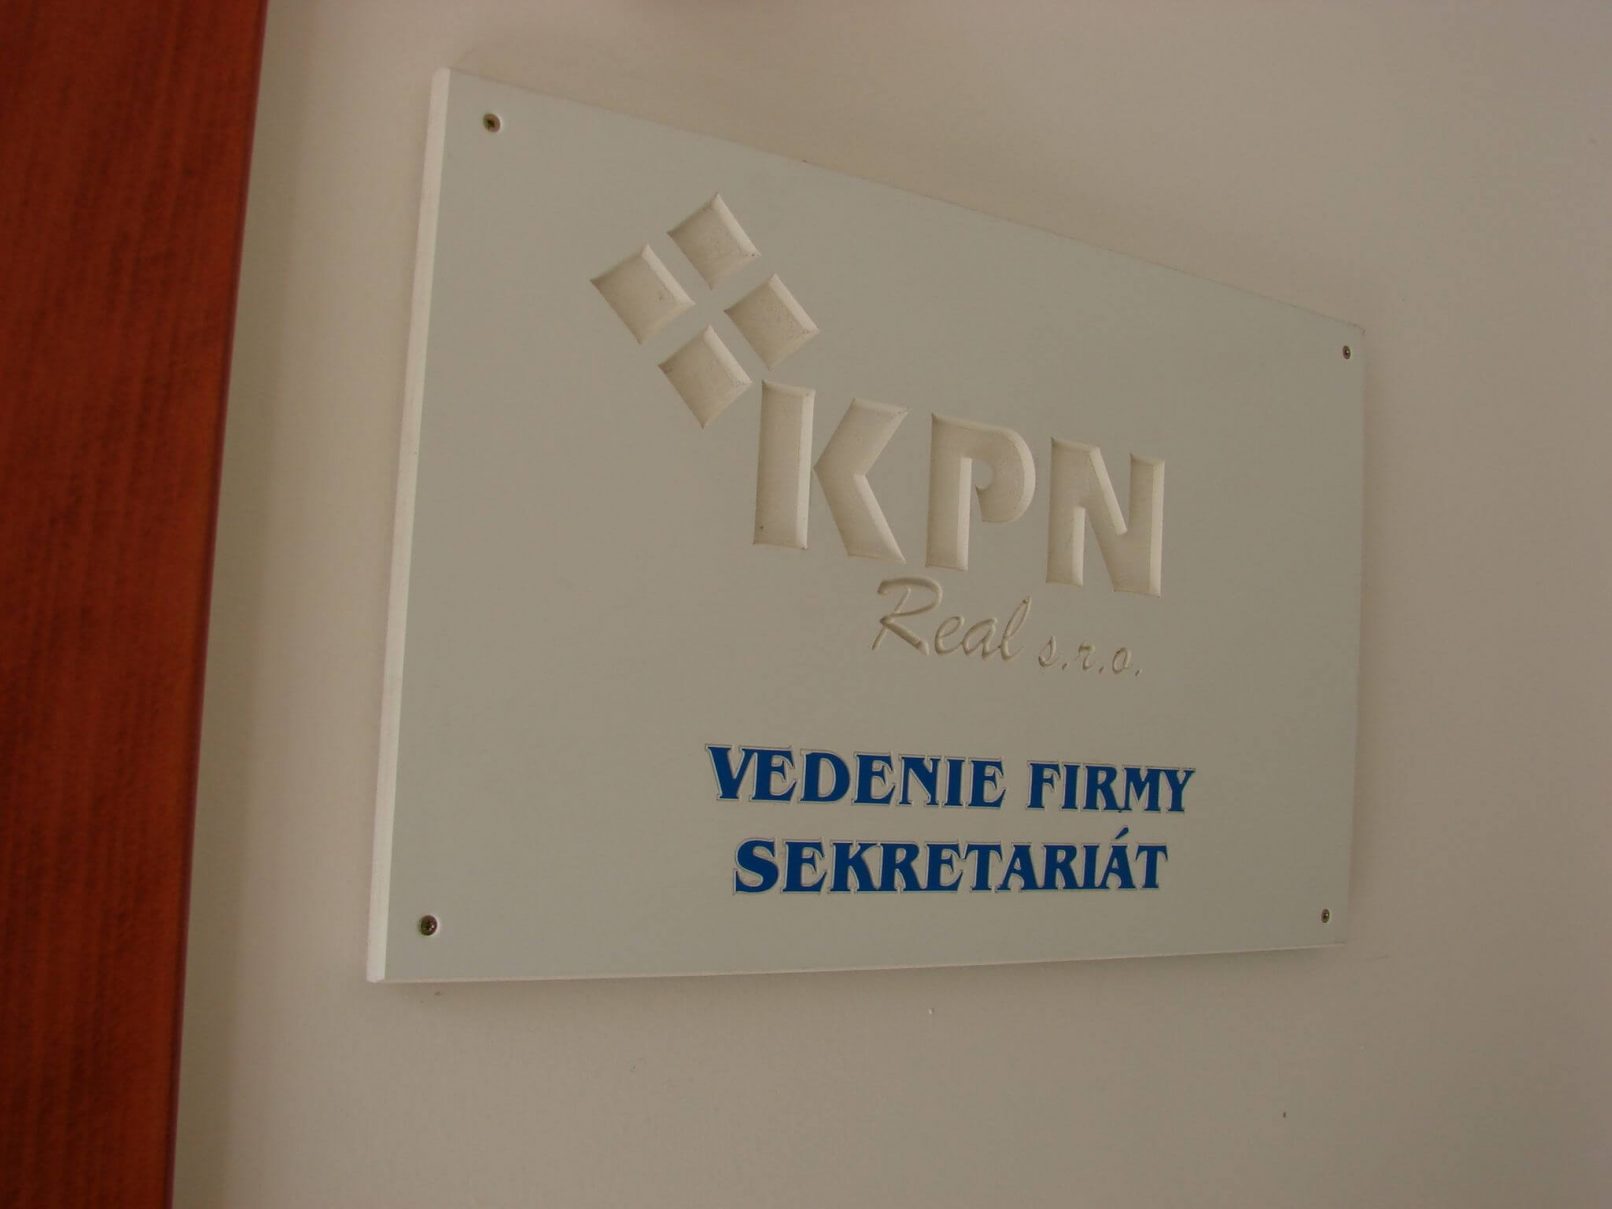 KPN
Real s.r.o.
VEDENIE FIRMY
SEKRETARIÁT